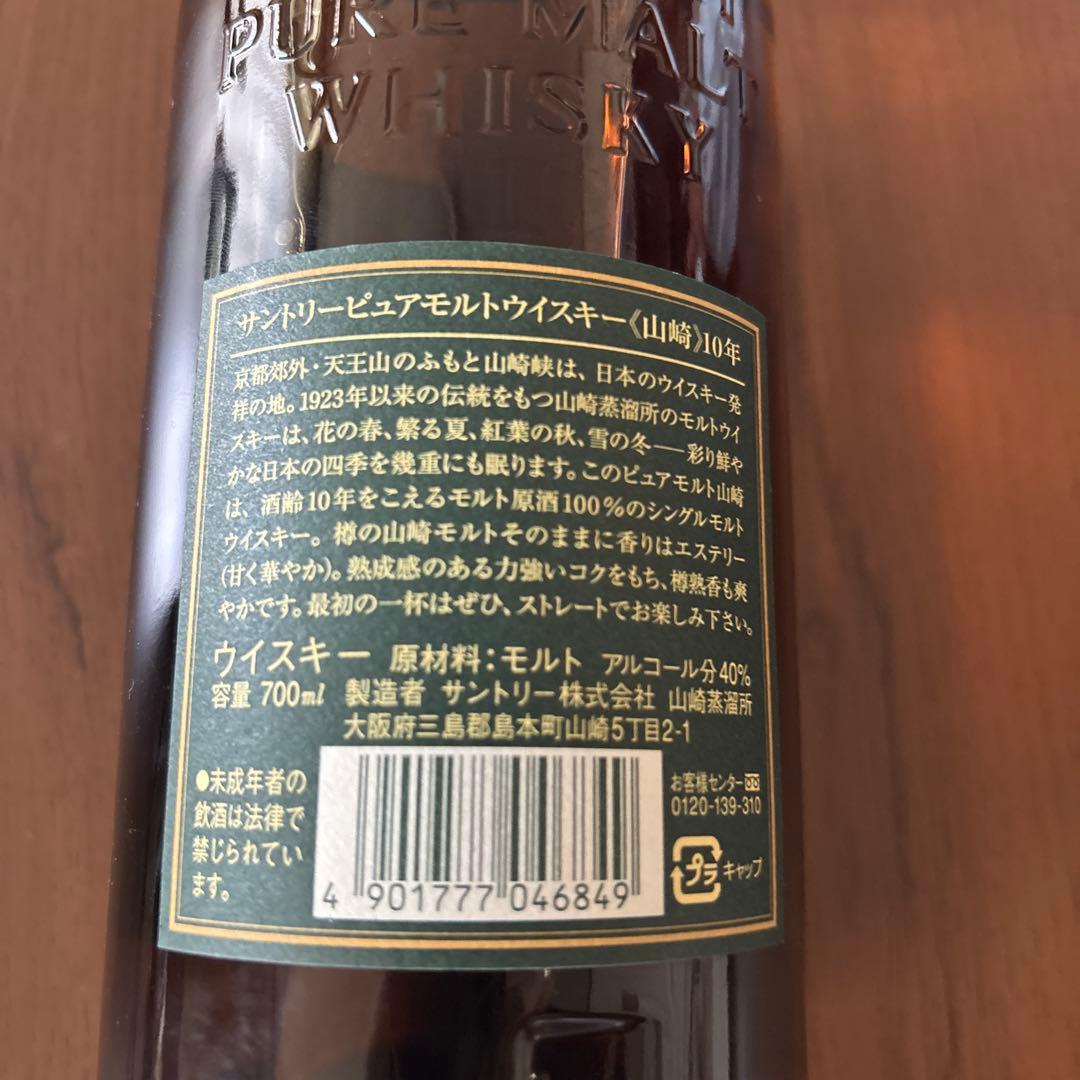 PURE MALT
WHISKY
サントリーピュアモルトウイスキー《山崎》10年
京都郊外・天王山のふもと山崎峡は、日本のウイスキー発
祥の地。1923年以来の伝統をもつ山崎蒸溜所のモルトウイ
スキーは、花の春、繁る夏、紅葉の秋、雪の冬──彩り鮮や
かな日本の四季を幾重にも眠ります。このピュアモルト山崎
は、酒齢10年をこえるモルト原酒100%のシングルモルト
ウイスキー。樽の山崎モルトそのままに香りはエステリー
(甘く華やか)。熟成感のある力強いコクをもち、樽熟香も爽
やかです。最初の一杯はぜひ、ストレートでお楽しみ下さい。
ウイスキー 原材料:モルト アルコール分40%
容量 700ml 製造者 サントリー株式会社 山崎蒸溜所
大阪府三島郡島本町山崎5丁目2-1
●未成年者の
飲酒は法律で
禁じられてい
ます。
4 901777 046849
お客様センター
0120-139-310
プラ キャップ